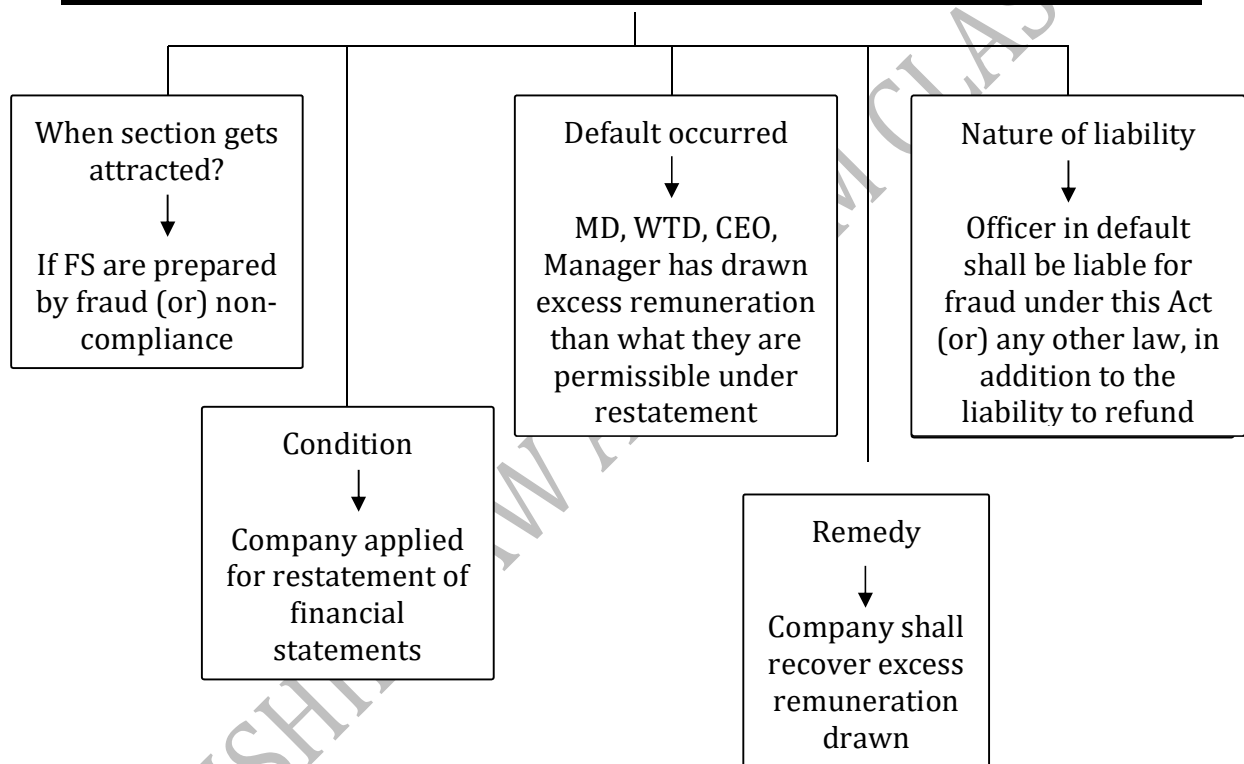 When section gets
attracted?
If FS are prepared
by fraud (or) non-
compliance
Condition
Company applied
for restatement of
financial
statements
Default occurred
MD, WTD, CEO,
Manager has drawn
excess remuneration
than what they are
permissible under
restatement
Remedy
Company shall
recover excess
remuneration
drawn
Nature of liability
Officer in default
shall be liable for
fraud under this Act
(or) any other law, in
addition to the
liability to refund